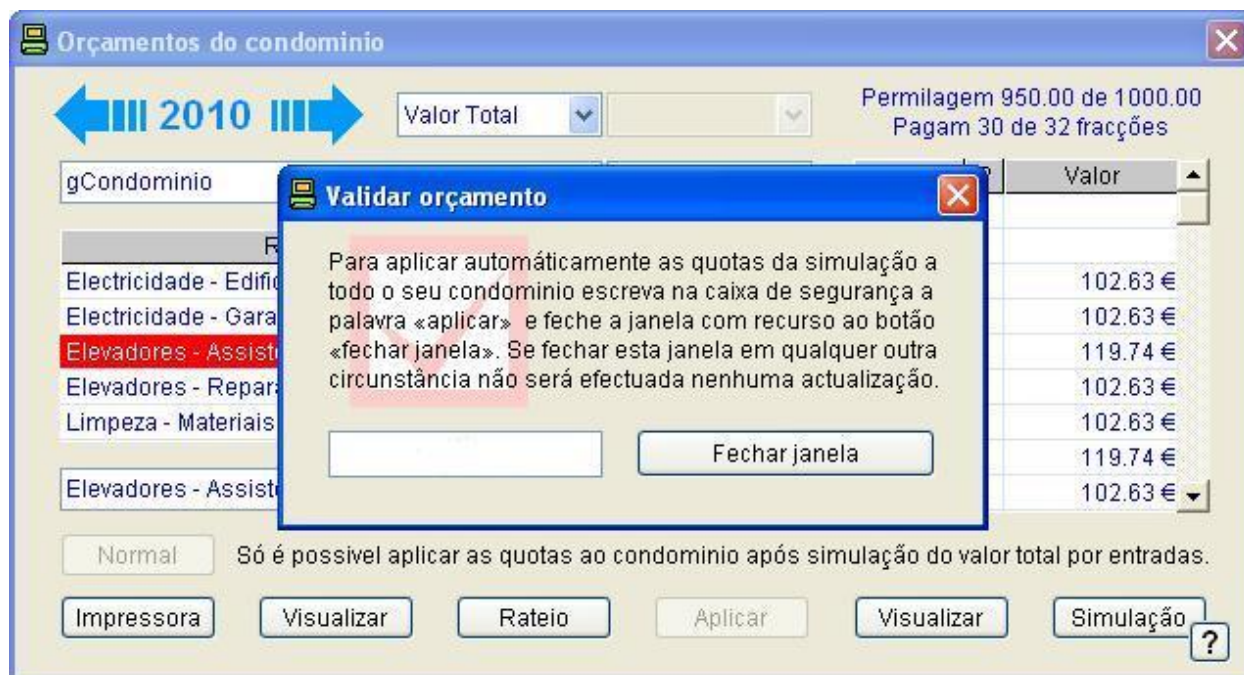 Orçamentos do condominio
2010
Valor Total
Permilagem 950.00 de 1000.00
Pagam 30 de 32 fracções
gCondominio
Valor
Validar orçamento
Para aplicar automáticamente as quotas da simulação a
todo o seu condominio escreva na caixa de segurança a
palavra «aplicar» e feche a janela com recurso ao botão
«fechar janela». Se fechar esta janela em qualquer outra
circunstância não será efectuada nenhuma actualização.
Fechar janela
Electricidade - Edific
102.63 €
Electricidade - Gara
102.63 €
Elevadores - Assist
119.74 €
Elevadores - Repar
102.63 €
Limpeza - Materiais
102.63 €
119.74 €
Elevadores - Assist
102.63 €
Normal
Só é possivel aplicar as quotas ao condominio após simulação do valor total por entradas.
Impressora
Visualizar
Rateio
Aplicar
Visualizar
Simulação
?